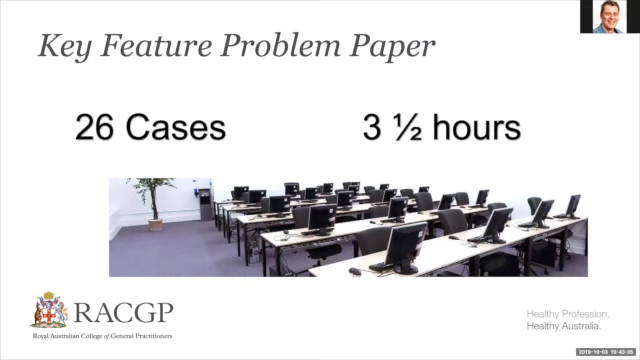 Key Feature Problem Paper
26 Cases
3 ½ hours
RACGP
Royal Australian College of General Practitioners
Healthy Profession.
Healthy Australia.
2019-10-03 19:43:05